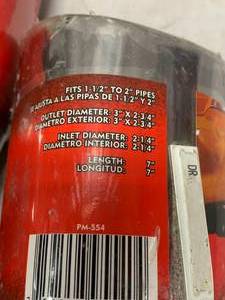 FITS 1-1/2" TO 2" PIPES
SE AJUSTA A LAS PIPAS DE 1-1/2" Y 2"
OUTLET DIAMETER: 3" X 2-3/4"
DIAMETRO EXTERIOR: 3" X 2-3/4"
INLET DIAMETER: 2-1/4"
DIAMETRO INTERIOR: 2-1/4"
LENGTH: 7"
LONGITUD: 7"
PM-554
DR